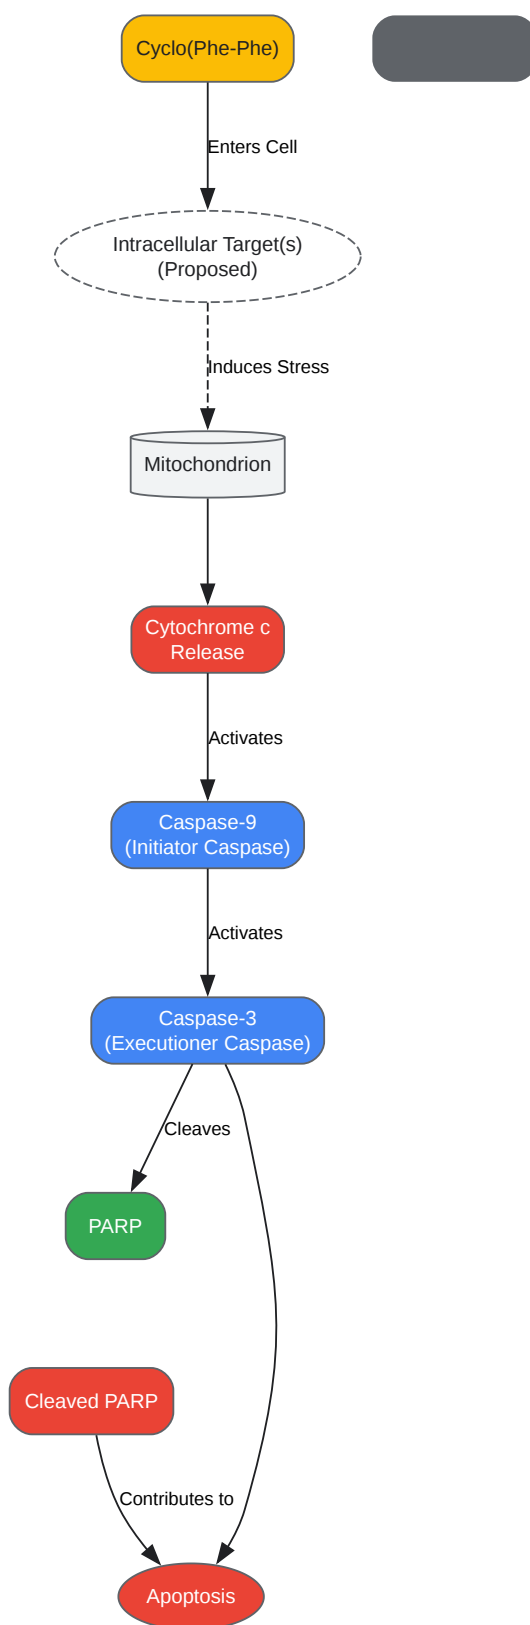 Cyclo(Phe-Phe)
Enters Cell
Intracellular Target(s)
(Proposed)
Induces Stress
Mitochondrion
Cytochrome c
Release
Activates
Caspase-9
(Initiator Caspase)
Activates
Caspase-3
(Executioner Caspase)
Cleaves
PARP
Cleaved PARP
Contributes to
Apoptosis